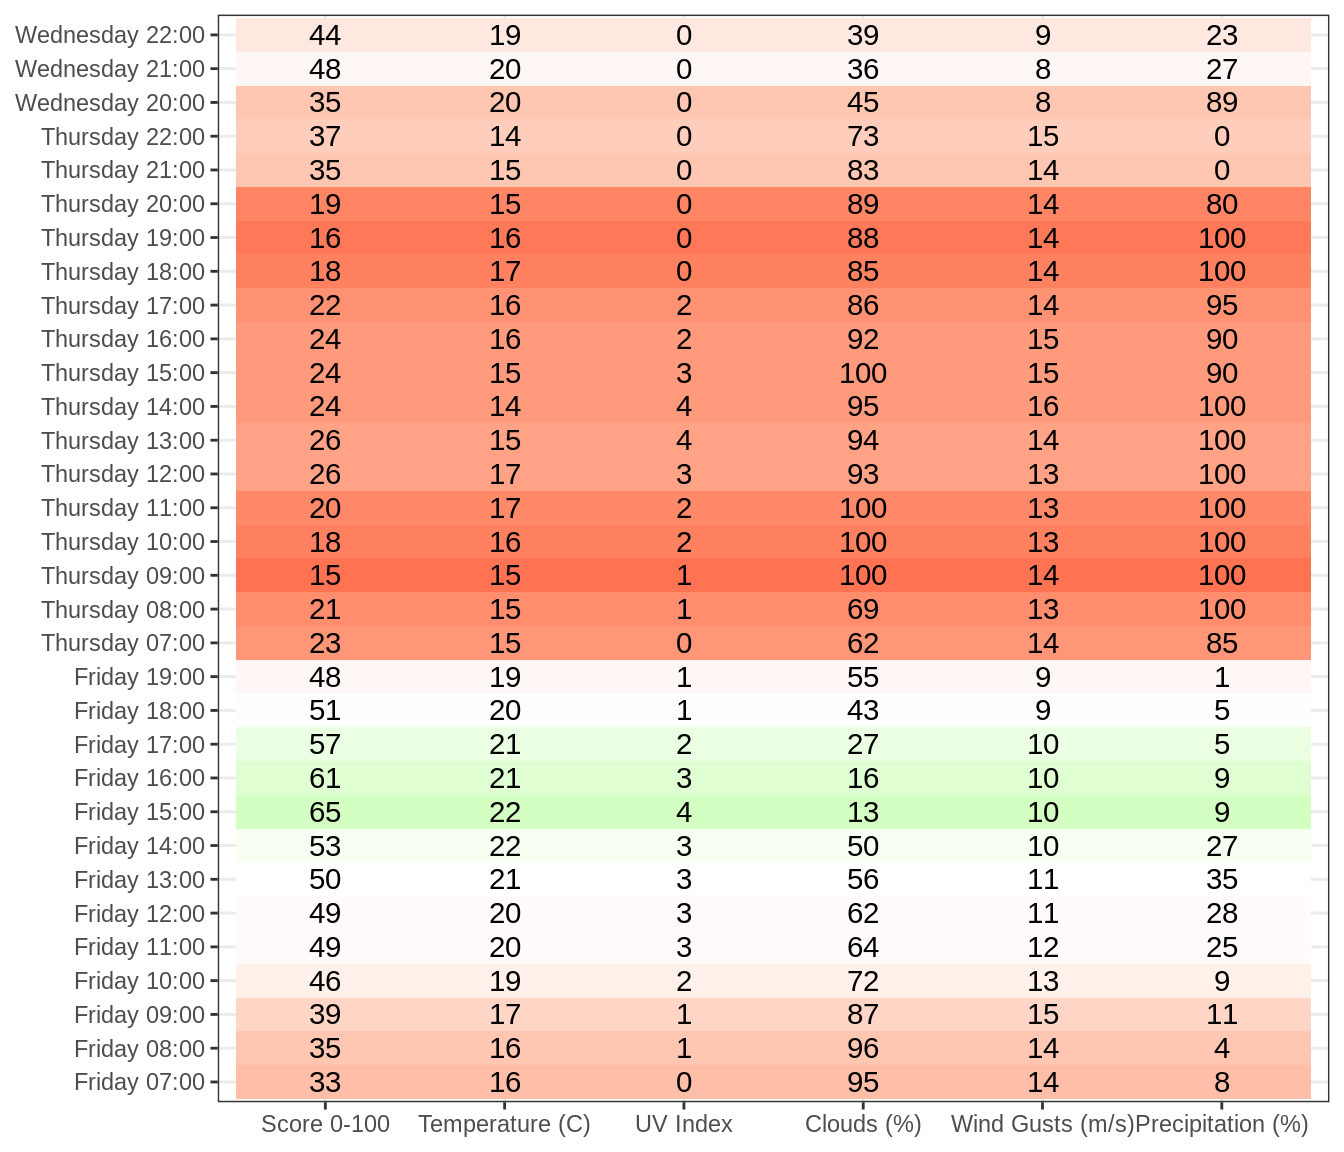 Wednesday 22:00 44 19 0 39 9 23
Wednesday 21:00 48 20 0 36 8 27
Wednesday 20:00 35 20 0 45 8 89
Thursday 22:00 37 14 0 73 15 0
Thursday 21:00 35 15 0 83 14 0
Thursday 20:00 19 15 0 89 14 80
Thursday 19:00 16 16 0 88 14 100
Thursday 18:00 18 17 0 85 14 100
Thursday 17:00 22 16 2 86 14 95
Thursday 16:00 24 16 2 92 15 90
Thursday 15:00 24 15 3 100 15 90
Thursday 14:00 24 14 4 95 16 100
Thursday 13:00 26 15 4 94 14 100
Thursday 12:00 26 17 3 93 13 100
Thursday 11:00 20 17 2 100 13 100
Thursday 10:00 18 16 2 100 13 100
Thursday 09:00 15 15 1 100 14 100
Thursday 08:00 21 15 1 69 13 100
Thursday 07:00 23 15 0 62 14 85
Friday 19:00 48 19 1 55 9 1
Friday 18:00 51 20 1 43 9 5
Friday 17:00 57 21 2 27 10 5
Friday 16:00 61 21 3 16 10 9
Friday 15:00 65 22 4 13 10 9
Friday 14:00 53 22 3 50 10 27
Friday 13:00 50 21 3 56 11 35
Friday 12:00 49 20 3 62 11 28
Friday 11:00 49 20 3 64 12 25
Friday 10:00 46 19 2 72 13 9
Friday 09:00 39 17 1 87 15 11
Friday 08:00 35 16 1 96 14 4
Friday 07:00 33 16 0 95 14 8
Score 0-100 Temperature (C) UV Index Clouds (%) Wind Gusts (m/s) Precipitation (%)